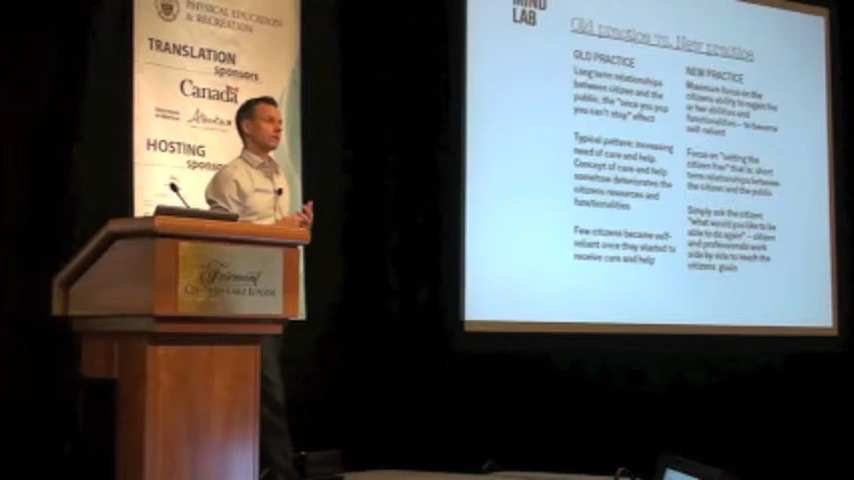 PHYSICAL EDUCATION
& RECREATION
TRANSLATION
sponsors
Canada
Alberta
HOSTING
sponsors
Fairmont
MIND
LAB
Old practice vs. New practice
OLD PRACTICE
Long term relationships
between citizen and the
public, the "once you pop
you can't stop" effect
Typical pattern: increasing
need of care and help.
Concept of care and help
somehow deteriorates the
citizens resources and
functionalities
Few citizens became self-
reliant once they started to
receive care and help
NEW PRACTICE
Maximum focus on the
citizens ability to regain his
or her abilities and
functionalities – to become
self-reliant
Focus on "setting the
citizen free" that is: short
term relationships between
the citizen and the public
Simply ask the citizen:
"what would you like to be
able to do again" – citizen
and professionals work
side by side to reach the
citizens goals